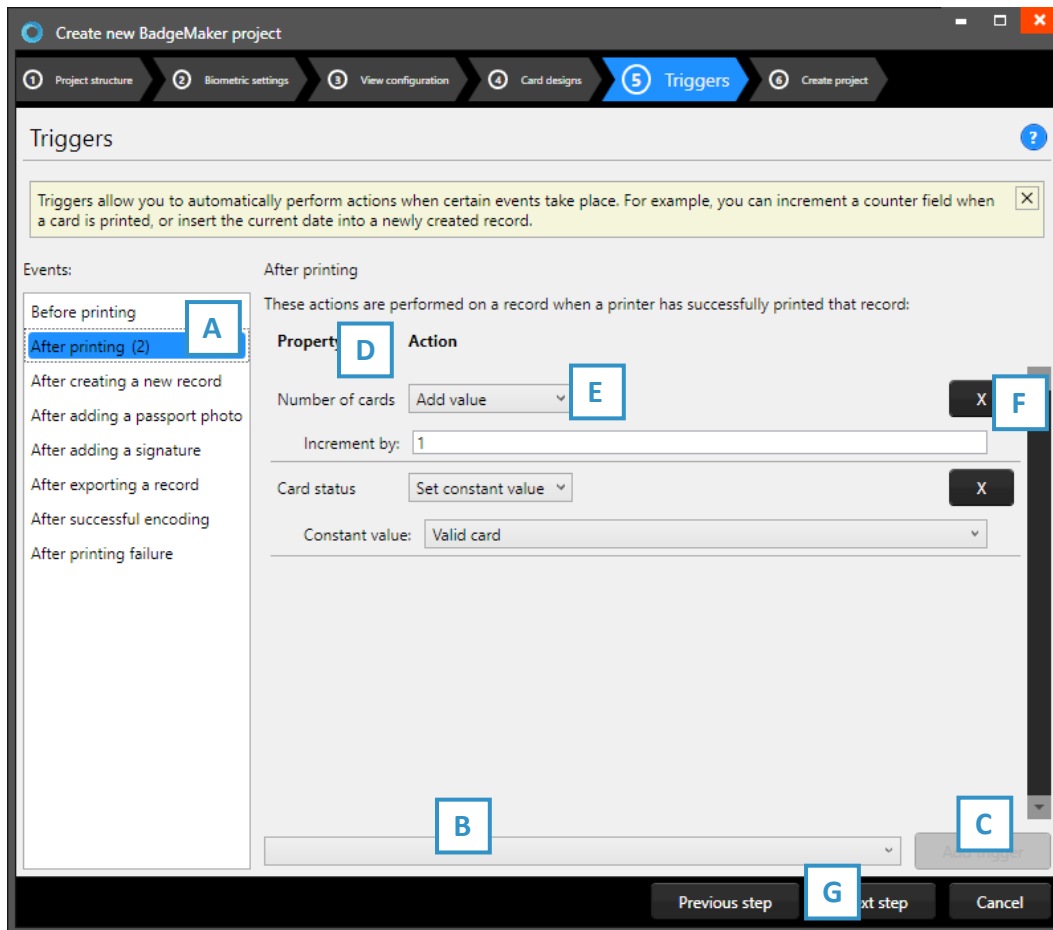 Create new BadgeMaker project
1 Project structure 2 Biometric settings 3 View configuration 4 Card designs 5 Triggers 6 Create project
Triggers
?
Triggers allow you to automatically perform actions when certain events take place. For example, you can increment a counter field when
a card is printed, or insert the current date into a newly created record.
Events:
Before printing
After printing (2)
After creating a new record
After adding a passport photo
After adding a signature
After exporting a record
After successful encoding
After printing failure
A
After printing
These actions are performed on a record when a printer has successfully printed that record:
Property D Action
Number of cards Add value E X F
Increment by: 1
Card status Set constant value X
Constant value: Valid card
B C
Add trigger
Previous step G xt step Cancel